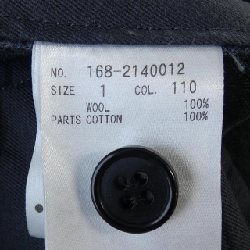 NO. 168-2140012
SIZE 1 COL. 110
WOOL 100%
PARTS COTTON 100%